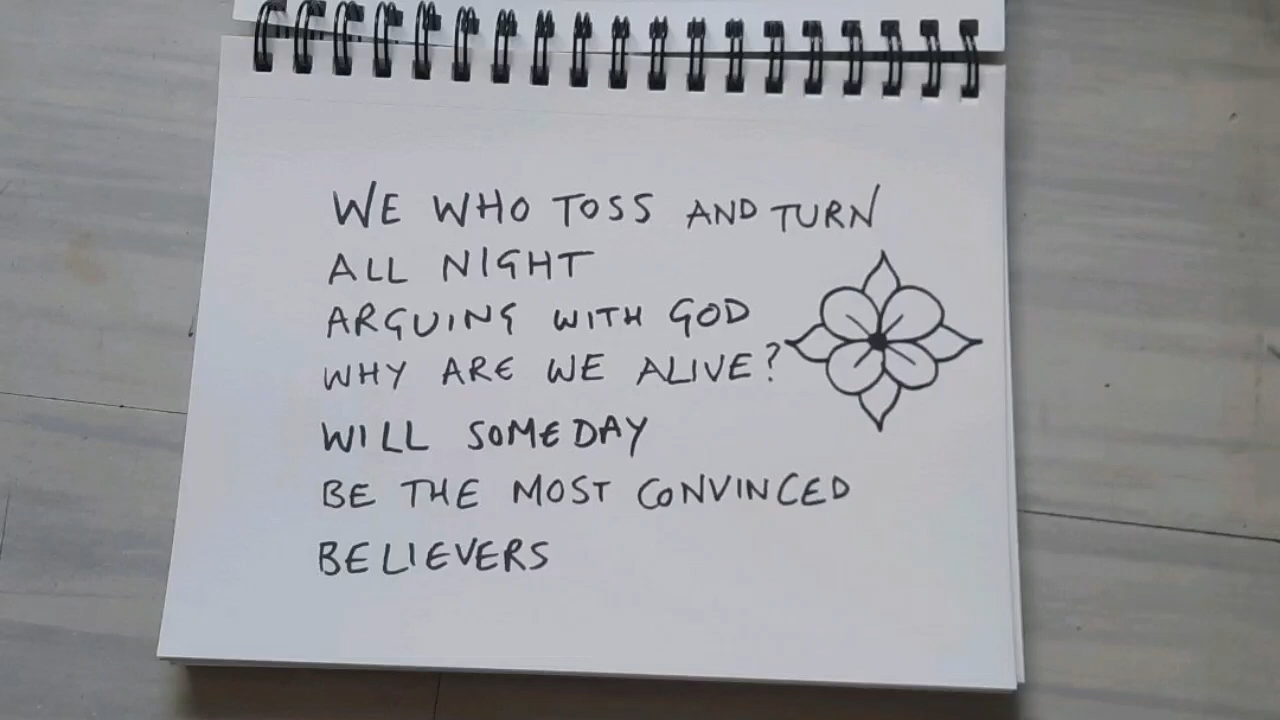 WE WHO TOSS AND TURN
ALL NIGHT
ARGUING WITH GOD
WHY ARE WE ALIVE?
WILL SOMEDAY
BE THE MOST CONVINCED
BELIEVERS